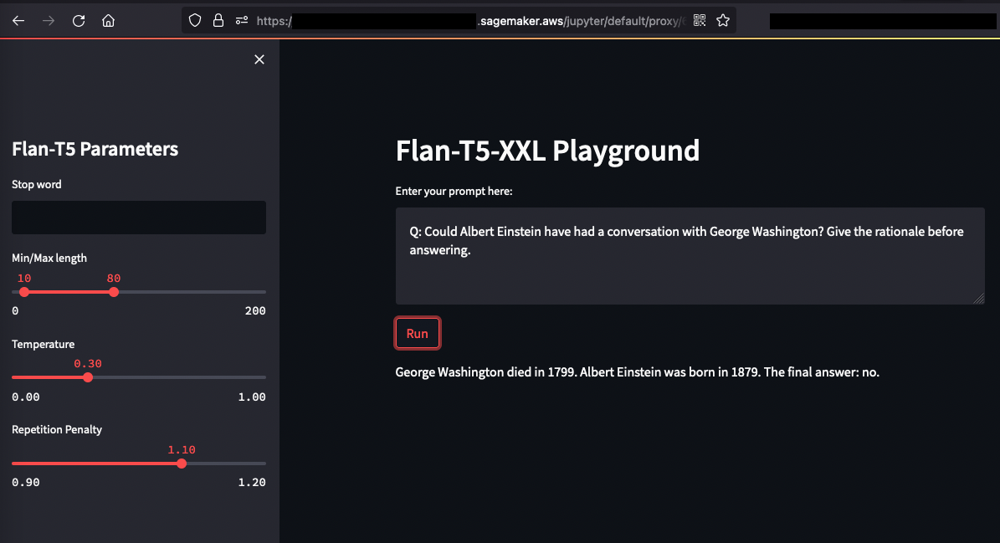 https:/ .sagemaker.aws/jupyter/default/proxy/
Flan-T5 Parameters
Stop word
Min/Max length
10 80
0 200
Temperature
0.30
0.00 1.00
Repetition Penalty
1.10
0.90 1.20
Flan-T5-XXL Playground
Enter your prompt here:
Q: Could Albert Einstein have had a conversation with George Washington? Give the rationale before
answering.
Run
George Washington died in 1799. Albert Einstein was born in 1879. The final answer: no.